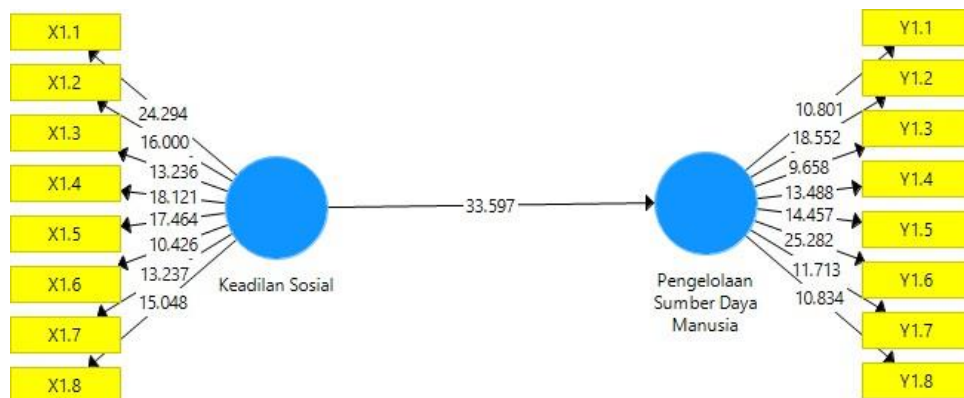 X1.1
X1.2
X1.3
X1.4
X1.5
X1.6
X1.7
X1.8
24.294
16.000
13.236
18.121
17.464
10.426
13.237
15.048
Keadilan Sosial
33.597
Pengelolaan
Sumber Daya
Manusia
10.801
18.552
9.658
13.488
14.457
25.282
11.713
10.834
Y1.1
Y1.2
Y1.3
Y1.4
Y1.5
Y1.6
Y1.7
Y1.8